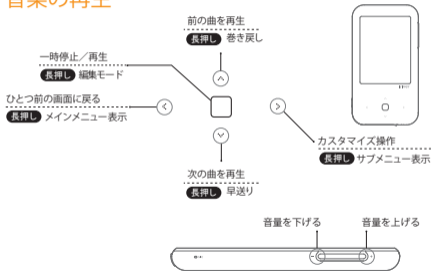 音楽の再生
前の曲を再生
長押し 巻き戻し
一時停止／再生
長押し 編集モード
ひとつ前の画面に戻る
長押し メインメニュー表示
カスタマイズ操作
長押し サブメニュー表示
次の曲を再生
長押し 早送り
音量を下げる
音量を上げる